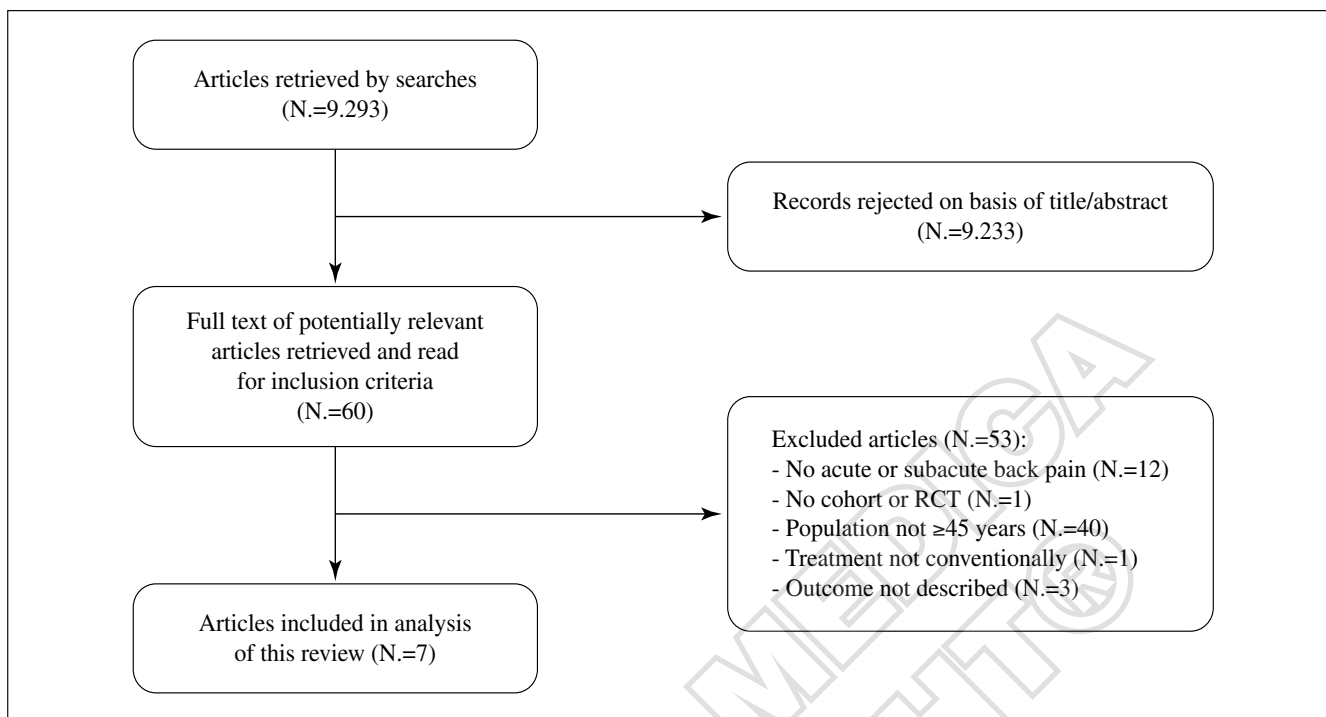 Articles retrieved by searches
(N.=9.293)
Records rejected on basis of title/abstract
(N.=9.233)
Full text of potentially relevant
articles retrieved and read
for inclusion criteria
(N.=60)
Excluded articles (N.=53):
- No acute or subacute back pain (N.=12)
- No cohort or RCT (N.=1)
- Population not ≥45 years (N.=40)
- Treatment not conventionally (N.=1)
- Outcome not described (N.=3)
Articles included in analysis
of this review (N.=7)
MEDICA
HT®